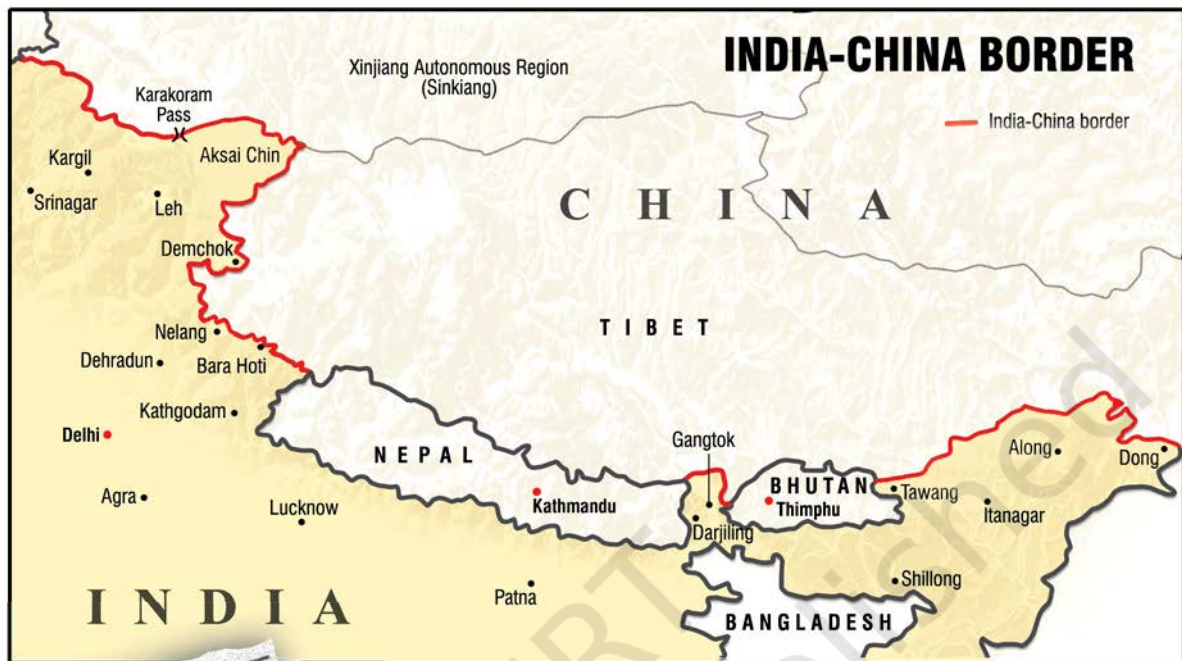 INDIA-CHINA BORDER
India-China border
Xinjiang Autonomous Region
(Sinkiang)
Karakoram
Pass
Aksai Chin
Kargil
Srinagar
Leh
CHINA
Demchok
TIBET
Nelang
Dehradun
Bara Hoti
Kathgodam
Delhi
NEPAL
Gangtok
Along
Dong
BHUTAN
Tawang
Agra
Lucknow
Kathmandu
Thimphu
Itanagar
Darjiling
Shillong
Patna
INDIA
BANGLADESH